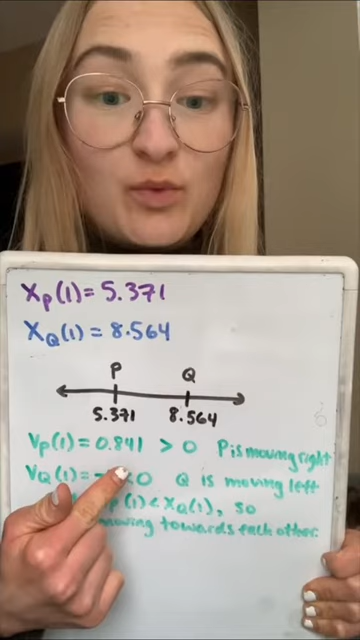 Xp(1) = 5.371
XQ(1) = 8.564
P Q
5.371 8.564
Vp(1) = 0.841 > 0 P is moving right
VQ(1) = - < 0 Q is moving left
p(1) < XQ(1), so
moving towards each other.